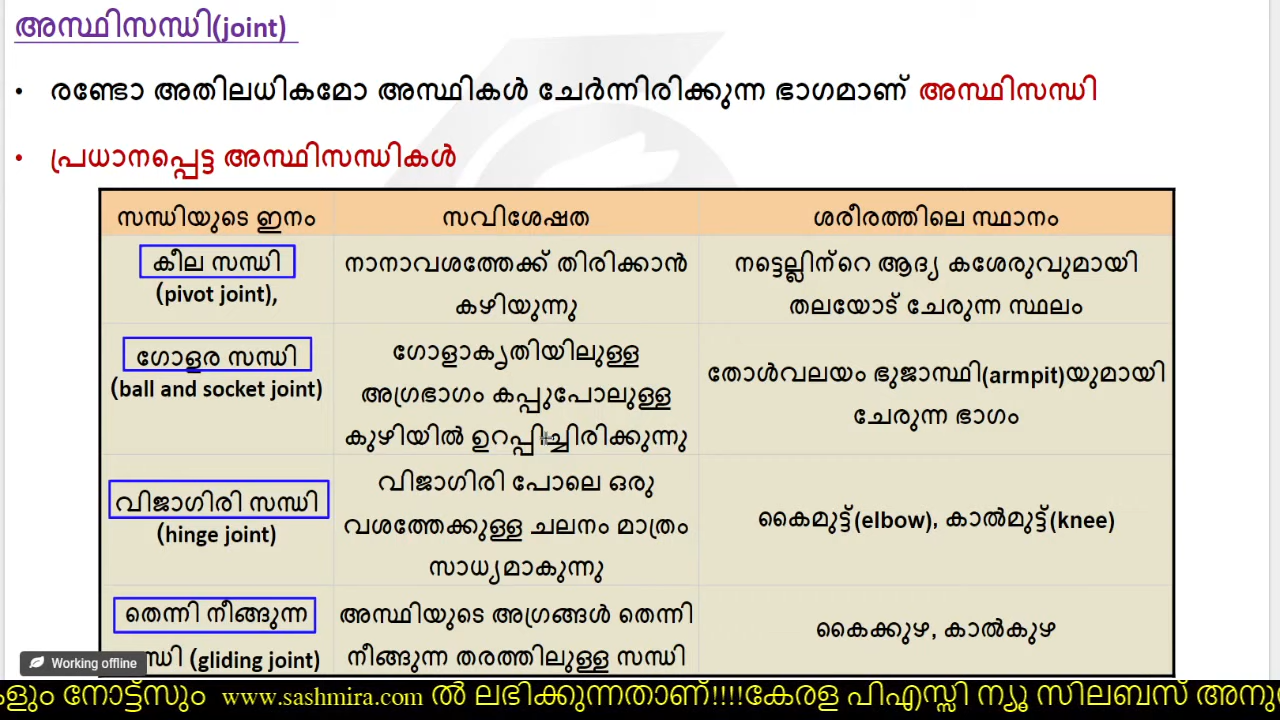 അസ്ഥിസന്ധി(joint)
• രണ്ടോ അതിലധികമോ അസ്ഥികൾ ചേർന്നിരിക്കുന്ന ഭാഗമാണ് അസ്ഥിസന്ധി
• പ്രധാനപ്പെട്ട അസ്ഥിസന്ധികൾ
സന്ധിയുടെ ഇനം
സവിശേഷത
ശരീരത്തിലെ സ്ഥാനം
കീല സന്ധി
(pivot joint),
നാനാവശത്തേക്ക് തിരിക്കാൻ
കഴിയുന്നു
നട്ടെല്ലിന്റെ ആദ്യ കശേരുവുമായി
തലയോട് ചേരുന്ന സ്ഥലം
ഗോളര സന്ധി
(ball and socket joint)
ഗോളാകൃതിയിലുള്ള
അഗ്രഭാഗം കപ്പുപോലുള്ള
കുഴിയിൽ ഉറപ്പിച്ചിരിക്കുന്നു
തോൾവലയം ഭുജാസ്ഥി(armpit)യുമായി
ചേരുന്ന ഭാഗം
വിജാഗിരി സന്ധി
(hinge joint)
വിജാഗിരി പോലെ ഒരു
വശത്തേക്കുള്ള ചലനം മാത്രം
സാധ്യമാകുന്നു
കൈമുട്ട്(elbow), കാൽമുട്ട്(knee)
തെന്നി നീങ്ങുന്ന
(gliding joint)
അസ്ഥിയുടെ അഗ്രങ്ങൾ തെന്നി
നീങ്ങുന്ന തരത്തിലുള്ള സന്ധി
കൈക്കുഴ, കാൽകുഴ
Working offline
നോട്ട്സും www.sashmira.com ൽ ലഭിക്കുന്നതാണ്!!!!കേരള പിഎസ്സി ന്യൂ സിലബസ്